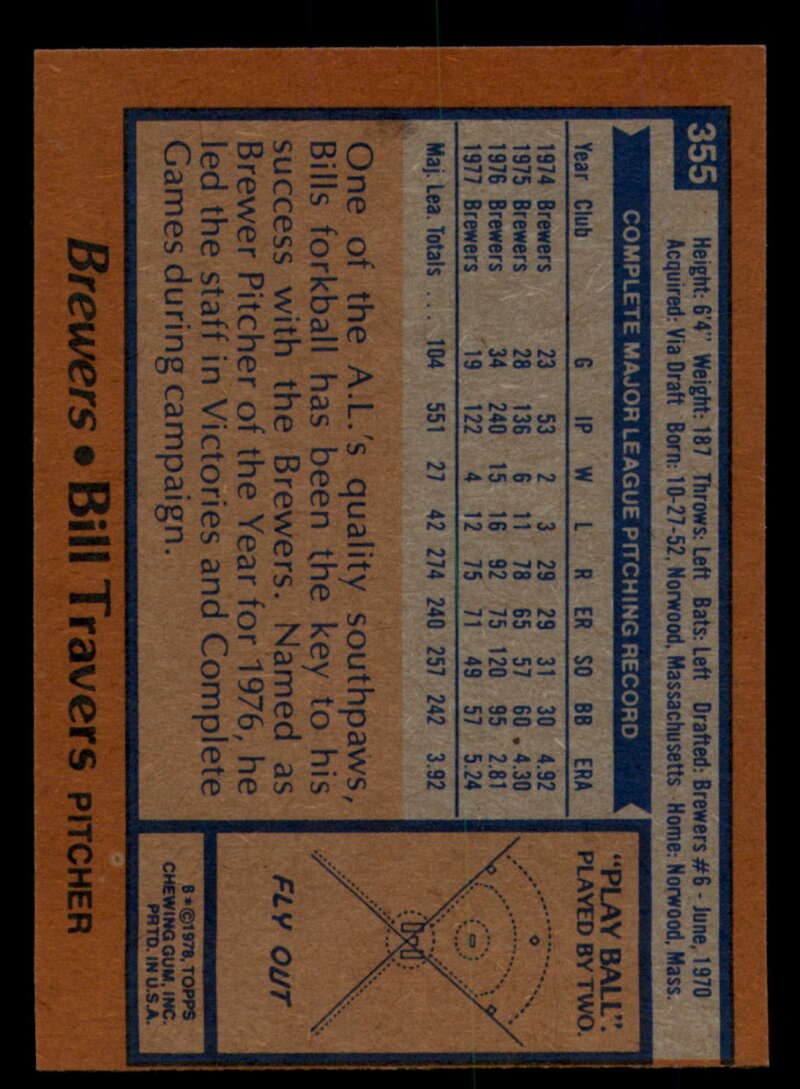 355
Height: 6'4" Weight: 187 Throws: Left Bats: Left Drafted: Brewers #6 - June, 1970
Acquired: Via Draft Born: 10-27-52, Norwood, Massachusetts Home: Norwood, Mass.
COMPLETE MAJOR LEAGUE PITCHING RECORD
Year Club G IP W L R ER SO BB ERA
1974 Brewers 23 53 2 3 29 29 31 30 4.92
1975 Brewers 28 136 6 11 78 65 57 60 4.30
1976 Brewers 34 240 15 16 92 75 120 95 2.81
1977 Brewers 19 122 4 12 75 71 49 57 5.24
Maj. Lea. Totals ... 104 551 27 42 274 240 257 242 3.92
One of the A.L.'s quality southpaws,
Bills forkball has been the key to his
success with the Brewers. Named as
Brewer Pitcher of the Year for 1976, he
led the staff in Victories and Complete
Games during campaign.
"PLAY BALL":
PLAYED BY TWO.
FLY OUT
B*©1978, TOPPS
CHEWING GUM, INC.
PRTD. IN U.S.A.
Brewers • Bill Travers PITCHER